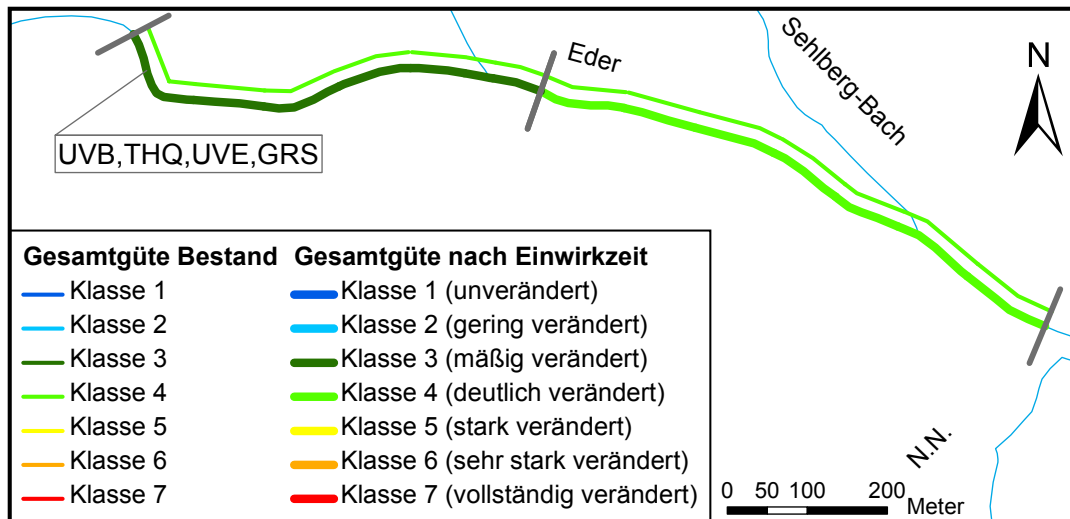 Eder
Sehlberg-Bach
N
UVB,THQ,UVE,GRS
Gesamtgüte Bestand
Klasse 1
Klasse 2
Klasse 3
Klasse 4
Klasse 5
Klasse 6
Klasse 7
Gesamtgüte nach Einwirkzeit
Klasse 1 (unverändert)
Klasse 2 (gering verändert)
Klasse 3 (mäßig verändert)
Klasse 4 (deutlich verändert)
Klasse 5 (stark verändert)
Klasse 6 (sehr stark verändert)
Klasse 7 (vollständig verändert)
N.N.
0 50 100 200 Meter